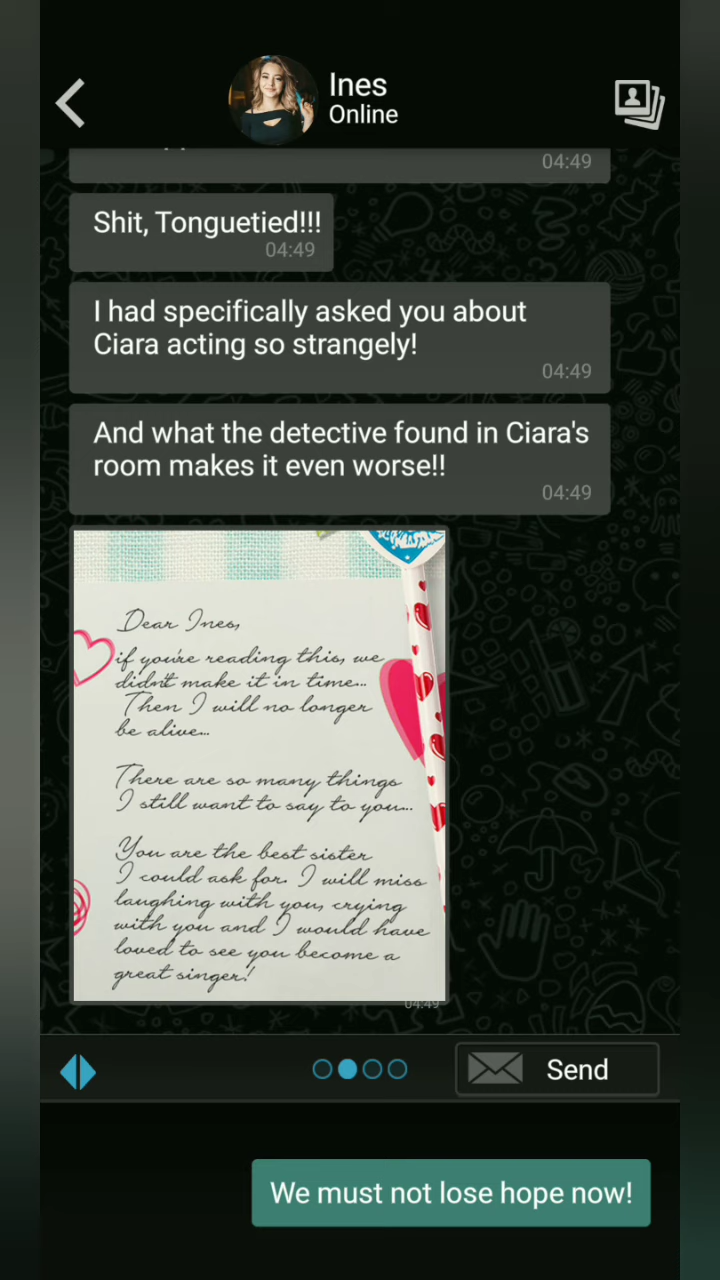 Ines
Online
04:49
Shit, Tonguetied!!!
04:49
I had specifically asked you about
Ciara acting so strangely!
04:49
And what the detective found in Ciara's
room makes it even worse!!
04:49
Dear Ines,
if you're reading this, we
didn't make it in time...
Then I will no longer
be alive...
There are so many things
I still want to say to you...
You are the best sister
I could ask for. I will miss
laughing with you, crying
with you and I would have
loved to see you become a
great singer!
04:49
Send
We must not lose hope now!